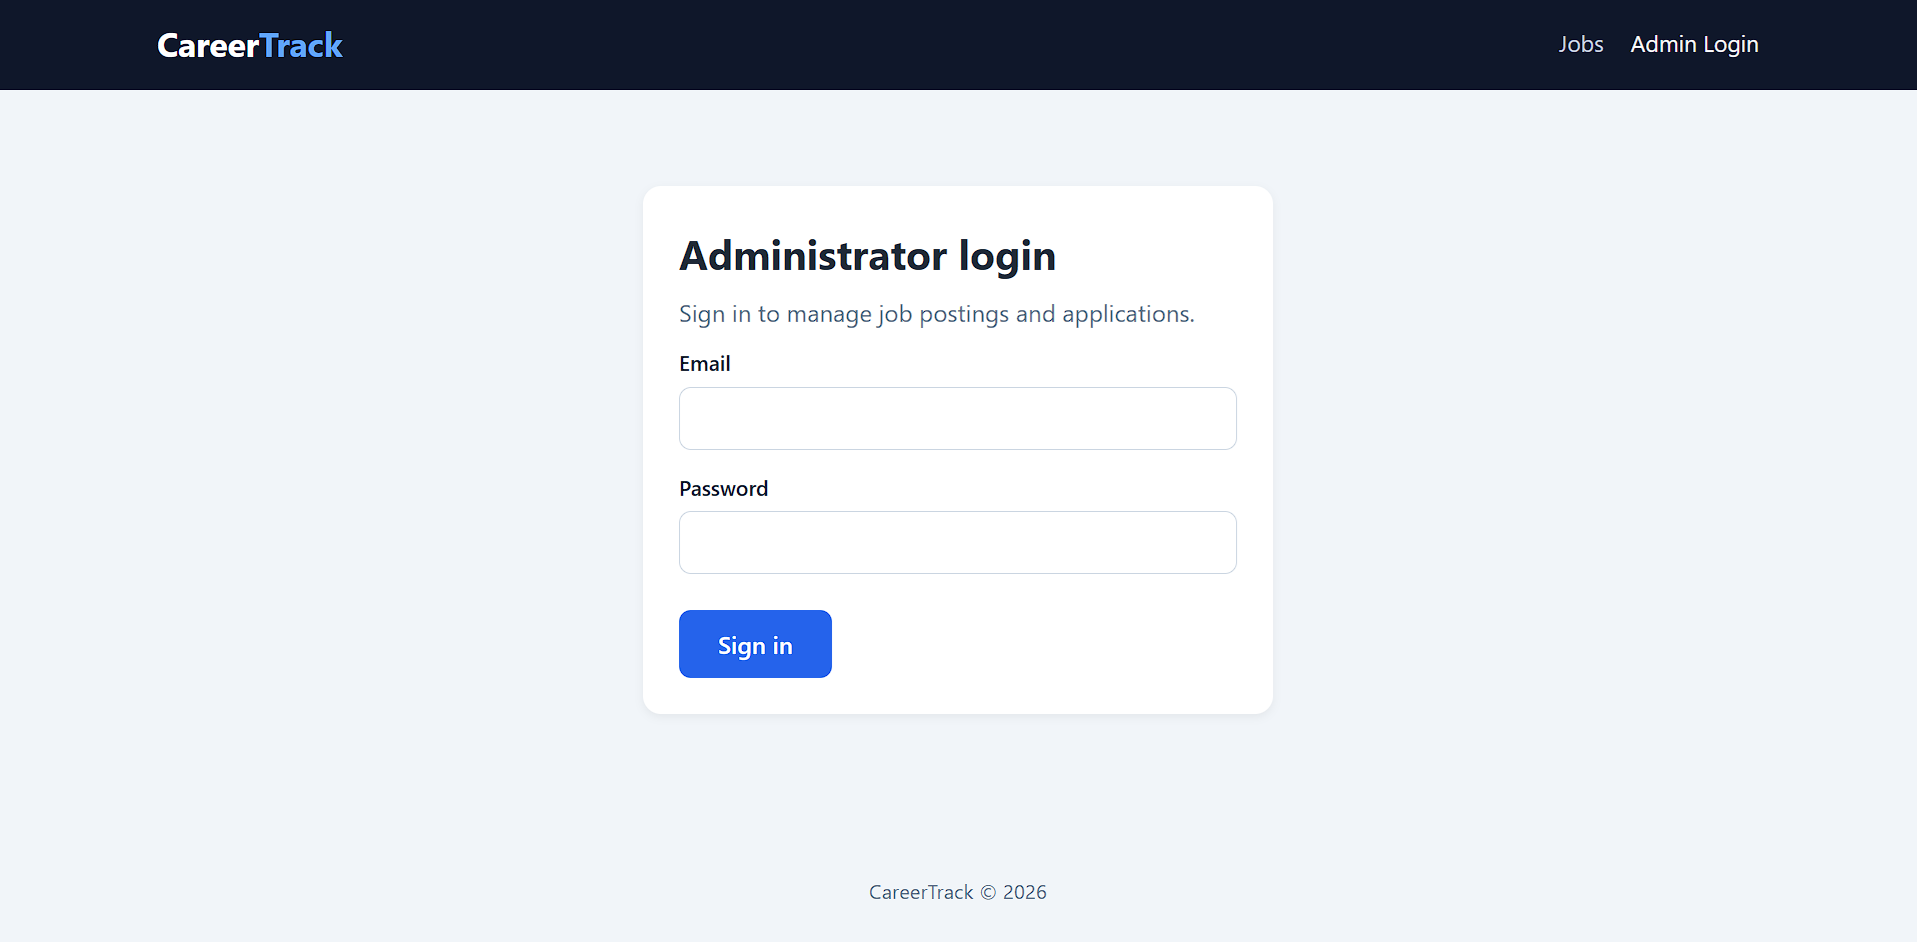 CareerTrack
Jobs
Admin Login
Administrator login
Sign in to manage job postings and applications.
Email
Password
Sign in
CareerTrack © 2026